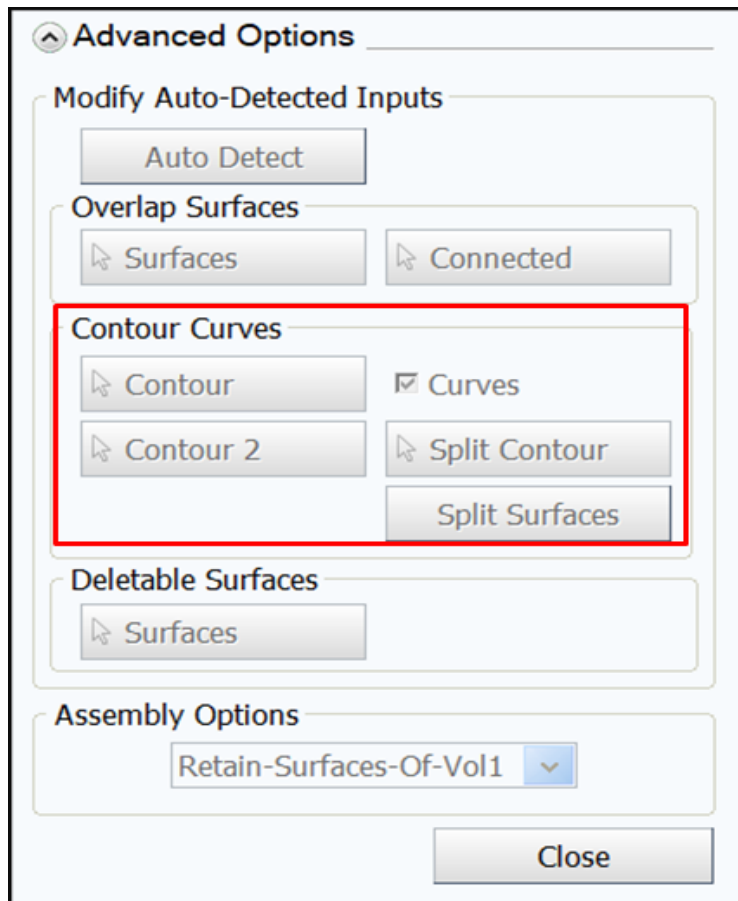 Advanced Options
Modify Auto-Detected Inputs
Auto Detect
Overlap Surfaces
Surfaces Connected
Contour Curves
Contour Curves
Contour 2 Split Contour
Split Surfaces
Deletable Surfaces
Surfaces
Assembly Options
Retain-Surfaces-Of-Vol1
Close